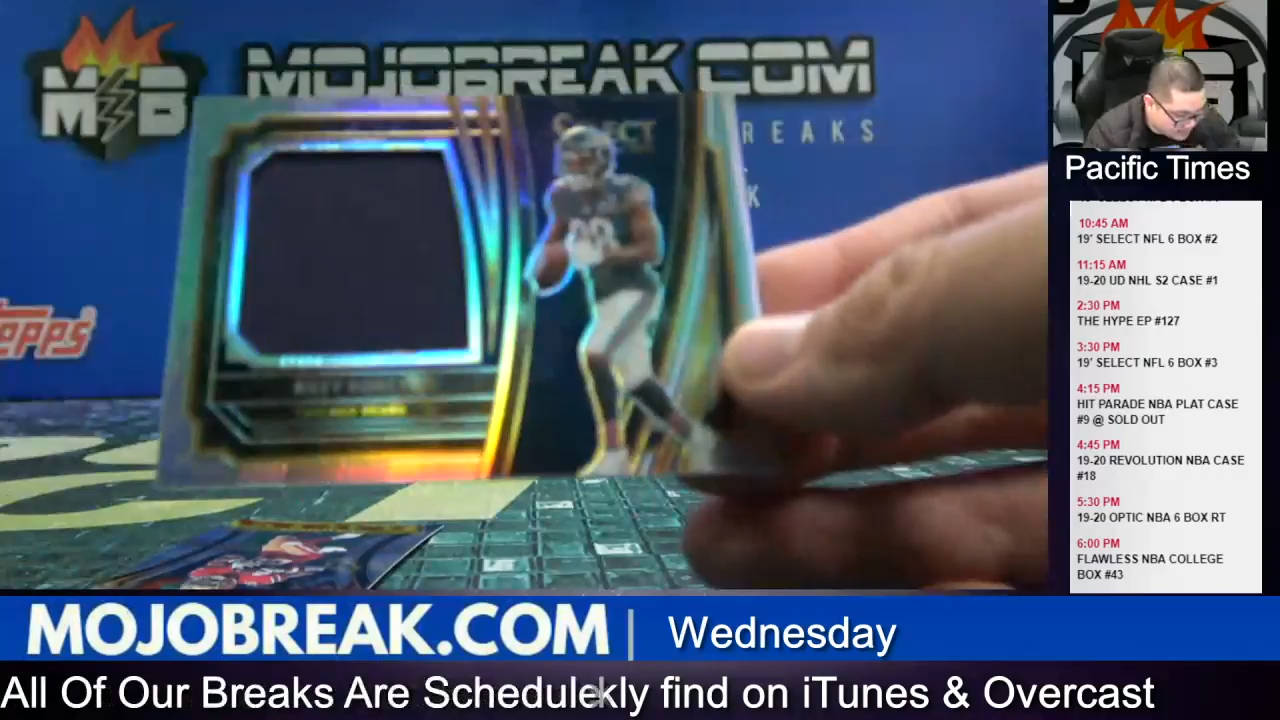 MOJOBREAK.COM
M B
REAKS
K
SELECT
TOPPS
Pacific Times
10:45 AM
19' SELECT NFL 6 BOX #2
11:15 AM
19-20 UD NHL S2 CASE #1
2:30 PM
THE HYPE EP #127
3:30 PM
19' SELECT NFL 6 BOX #3
4:15 PM
HIT PARADE NBA PLAT CASE
#9 @ SOLD OUT
4:45 PM
19-20 REVOLUTION NBA CASE
#18
5:30 PM
19-20 OPTIC NBA 6 BOX RT
6:00 PM
FLAWLESS NBA COLLEGE
BOX #43
MOJOBREAK.COM | Wednesday
All Of Our Breaks Are Schedulekly find on iTunes & Overcast